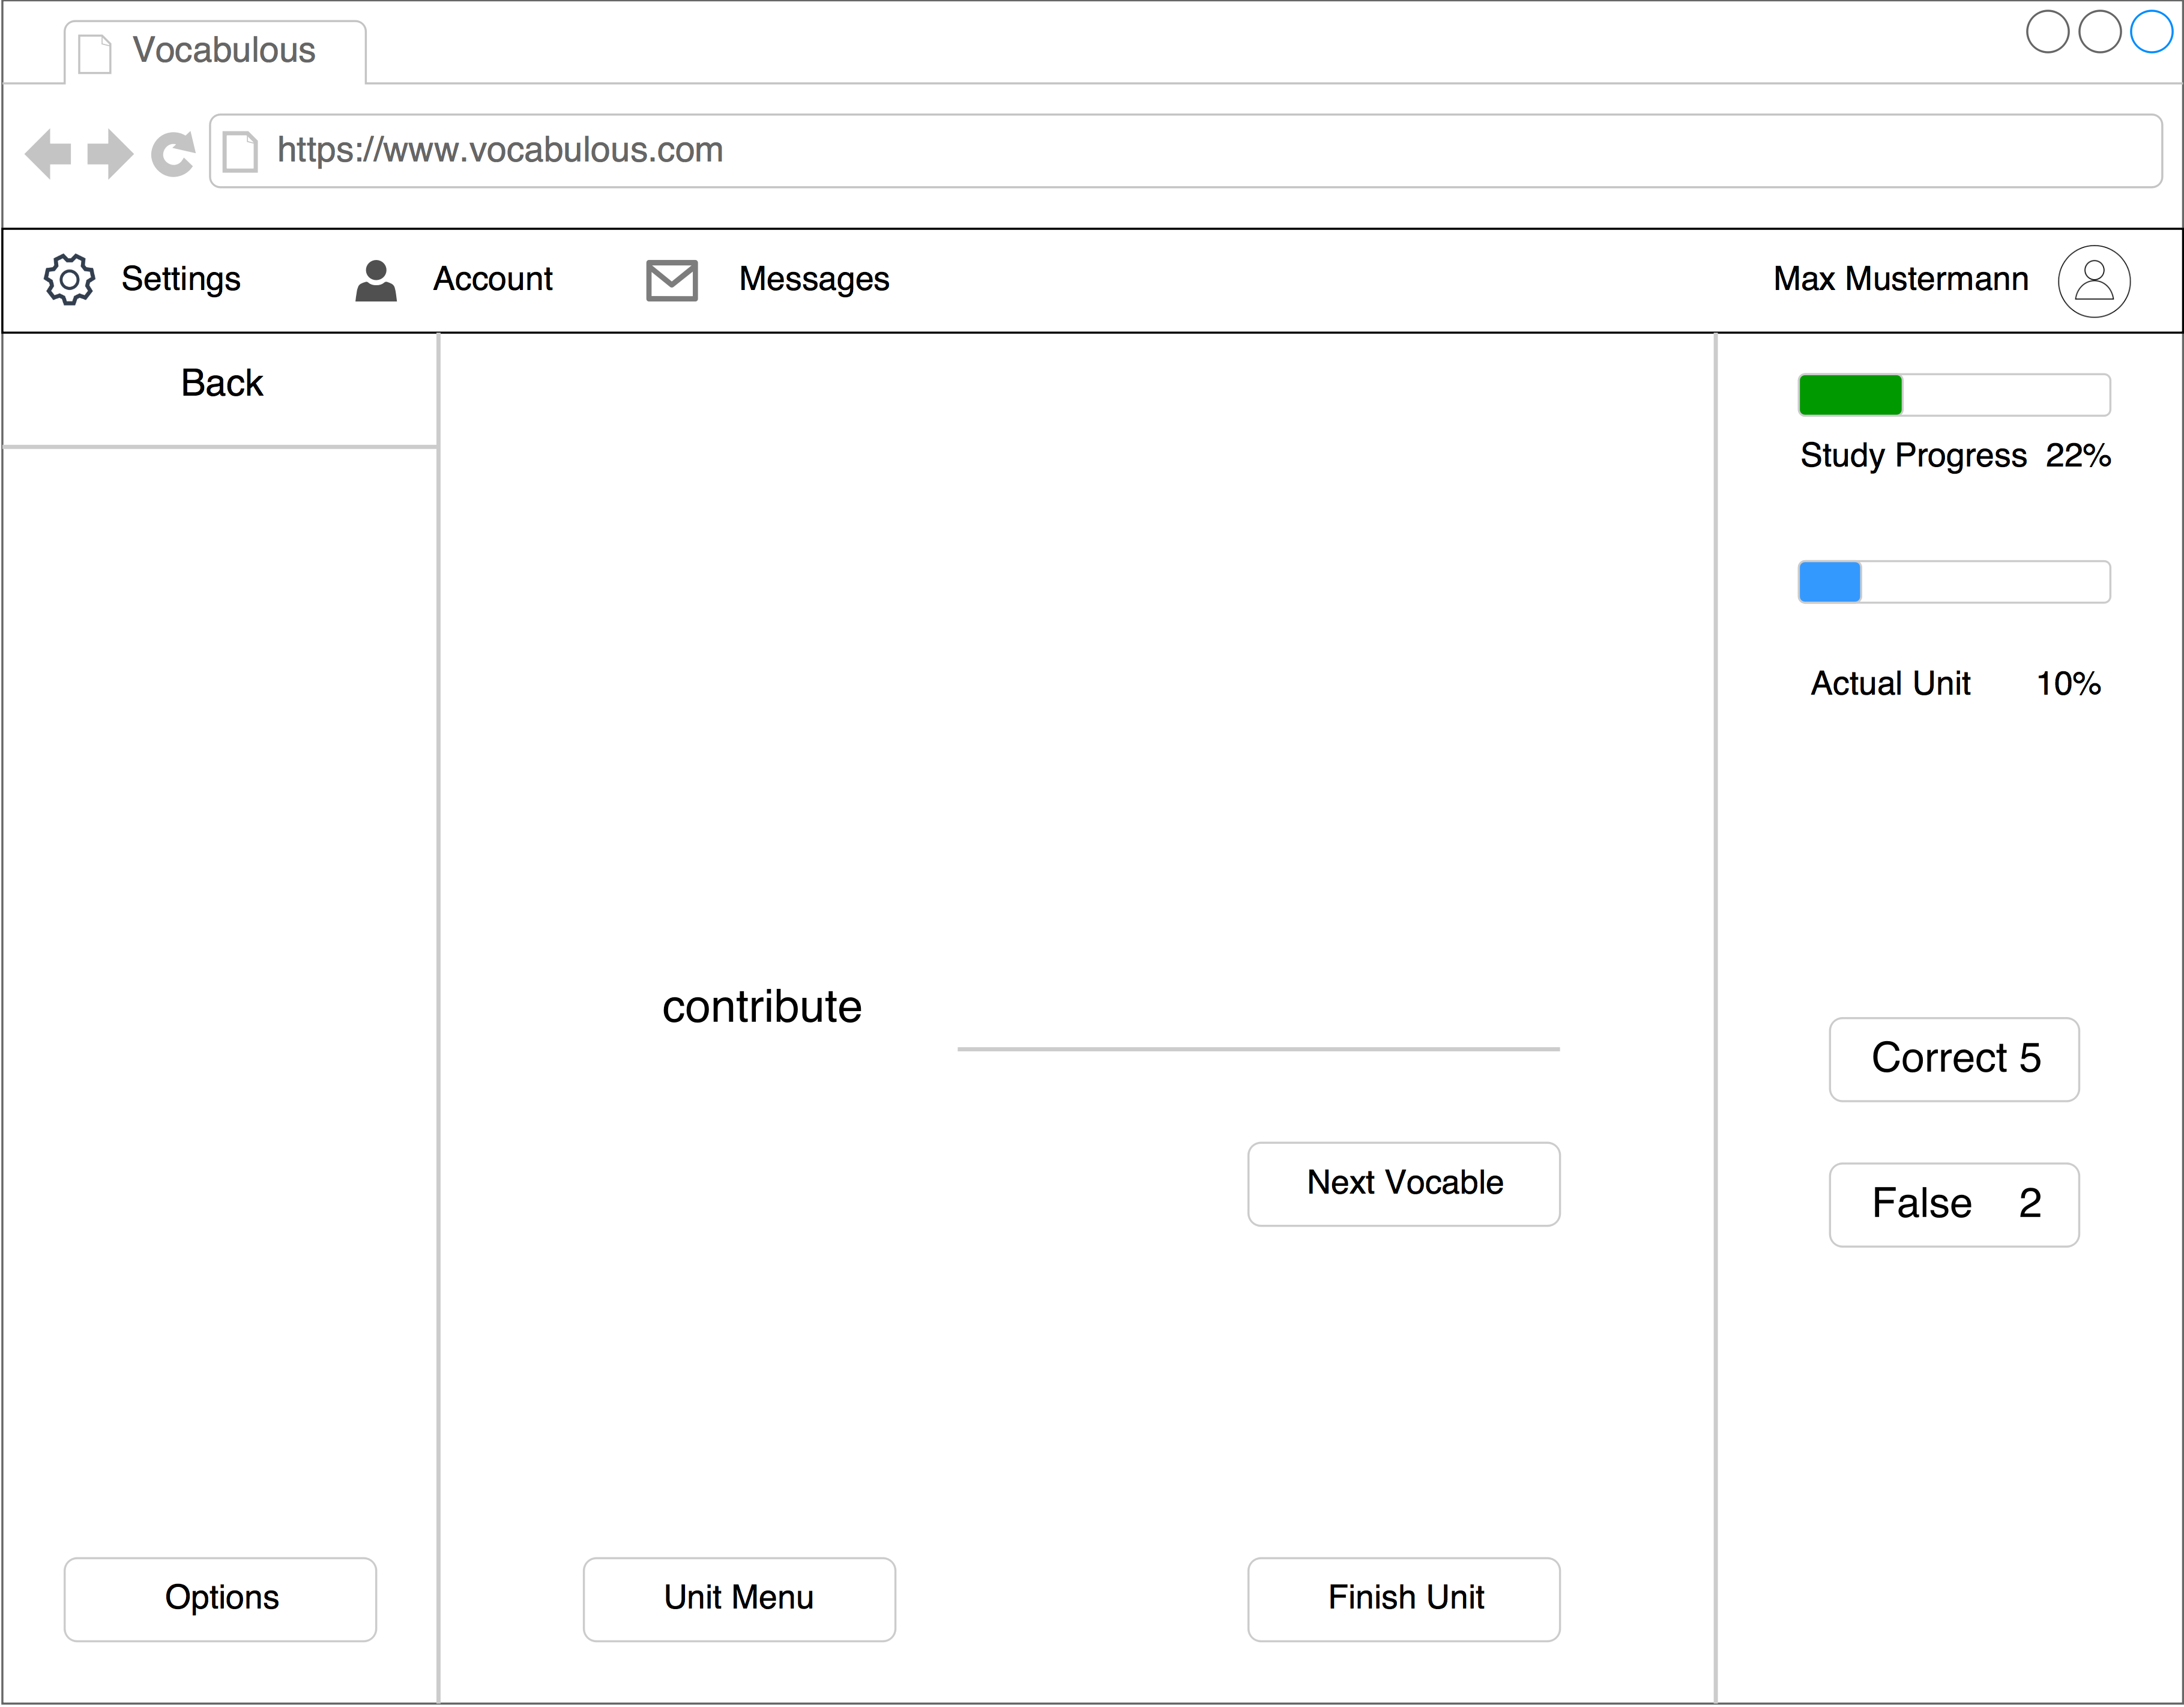 Vocabulous
https://www.vocabulous.com
Settings
Account
Messages
Max Mustermann
Back
Study Progress 22%
Actual Unit 10%
contribute
Correct 5
Next Vocable
False 2
Options
Unit Menu
Finish Unit